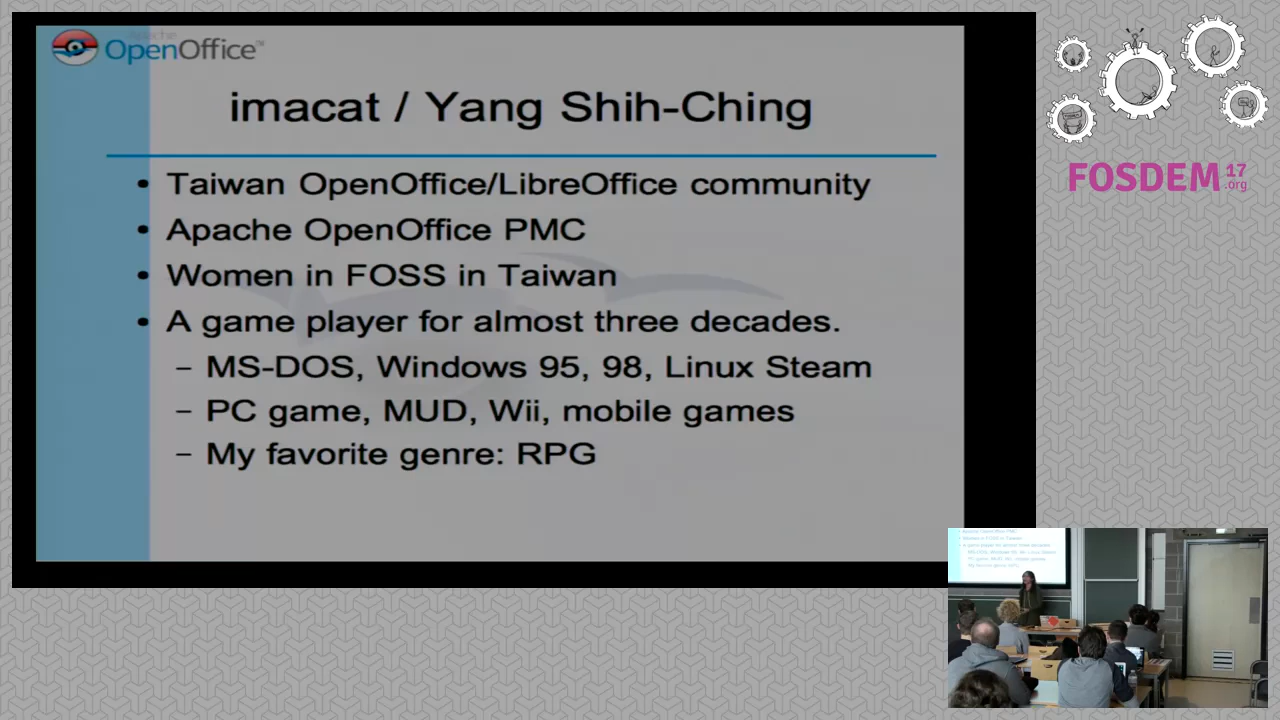 Apache
OpenOffice™
imacat / Yang Shih-Ching
• Taiwan OpenOffice/LibreOffice community
• Apache OpenOffice PMC
• Women in FOSS in Taiwan
• A game player for almost three decades.
– MS-DOS, Windows 95, 98, Linux Steam
– PC game, MUD, Wii, mobile games
– My favorite genre: RPG
FOSDEM 17
.org